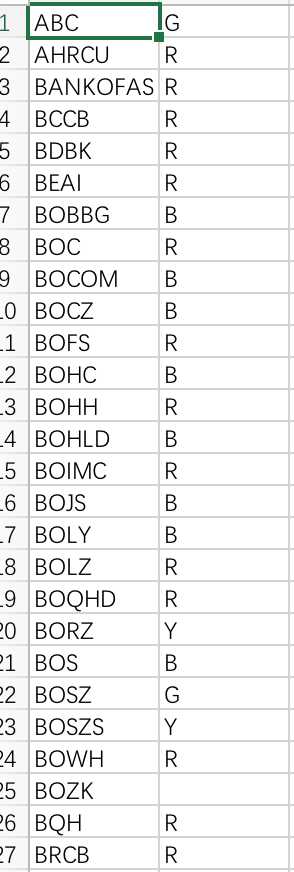 1 ABC G
2 AHRCU R
3 BANKOFAS R
4 BCCB R
5 BDBK R
6 BEAI R
7 BOBBG B
8 BOC R
9 BOCOM B
10 BOCZ B
11 BOFS R
12 BOHC B
13 BOHH R
14 BOHLD B
15 BOIMC R
16 BOJS B
17 BOLY B
18 BOLZ R
19 BOQHD R
20 BORZ Y
21 BOS B
22 BOSZ G
23 BOSZS Y
24 BOWH R
25 BOZK
26 BQH R
27 BRCB R